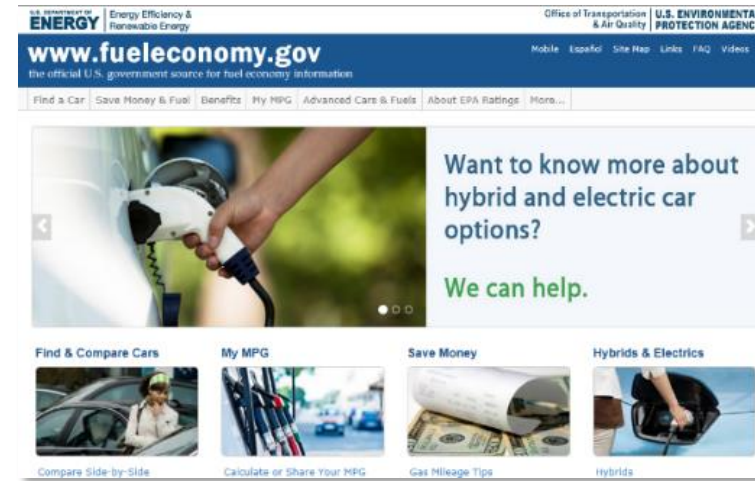 U.S. DEPARTMENT OF
ENERGY
Energy Efficiency &
Renewable Energy
Office of Transportation
& Air Quality
U.S. ENVIRONMENTA
PROTECTION AGENC
www.fueleconomy.gov
the official U.S. government source for fuel economy information
Mobile Español Site Map Links FAQ Videos
Find a Car Save Money & Fuel Benefits My MPG Advanced Cars & Fuels About EPA Ratings More...
Want to know more about
hybrid and electric car
options?
We can help.
Find & Compare Cars
My MPG
Save Money
Hybrids & Electrics
Compare Side-by-Side
Calculate or Share Your MPG
Gas Mileage Tips
Hybrids